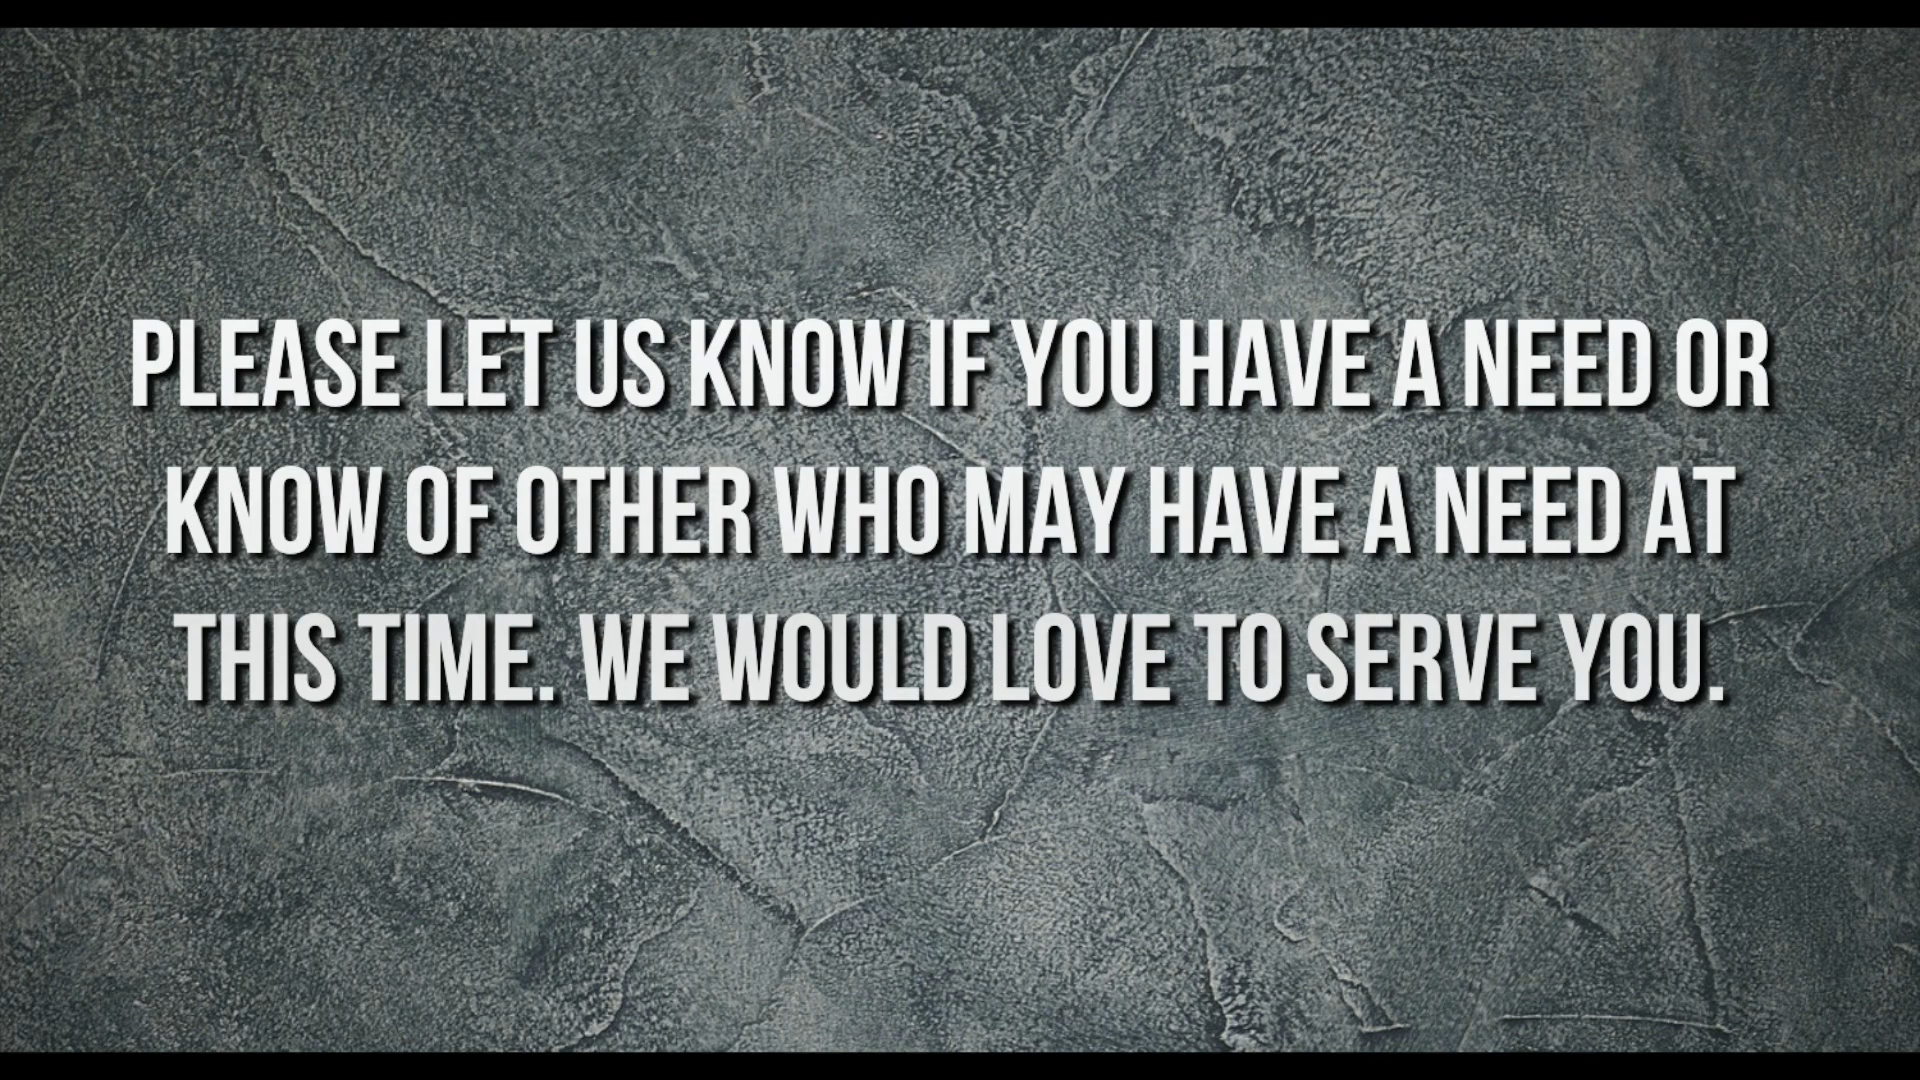 PLEASE LET US KNOW IF YOU HAVE A NEED OR
KNOW OF OTHER WHO MAY HAVE A NEED AT
THIS TIME. WE WOULD LOVE TO SERVE YOU.